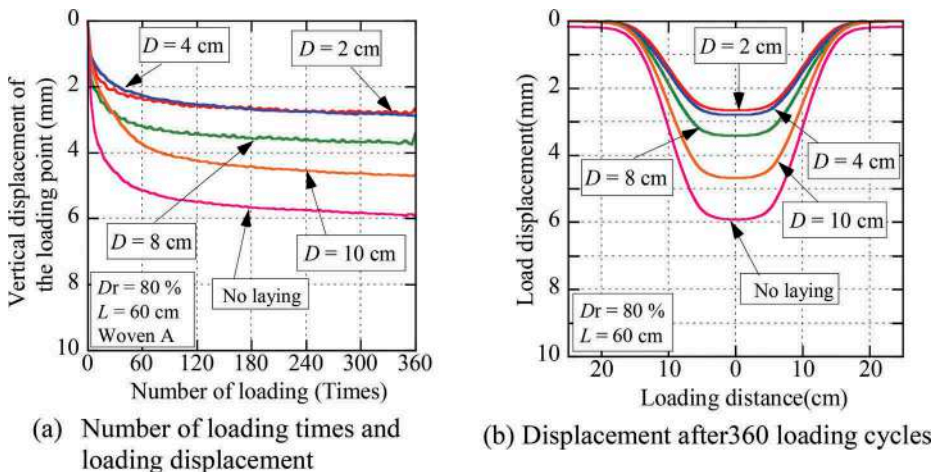 0
2
4
6
8
10
Vertical displacement of
the loading point (mm)
D = 4 cm
D = 2 cm
D = 8 cm
D = 10 cm
No laying
Dr = 80 %
L = 60 cm
Woven A
0 60 120 180 240 300 360
Number of loading (Times)
(a) Number of loading times and
loading displacement
0
2
4
6
8
10
Load displacement(mm)
D = 2 cm
D = 4 cm
D = 8 cm
D = 10 cm
No laying
Dr = 80 %
L = 60 cm
20 10 0 10 20
Loading distance(cm)
(b) Displacement after360 loading cycles